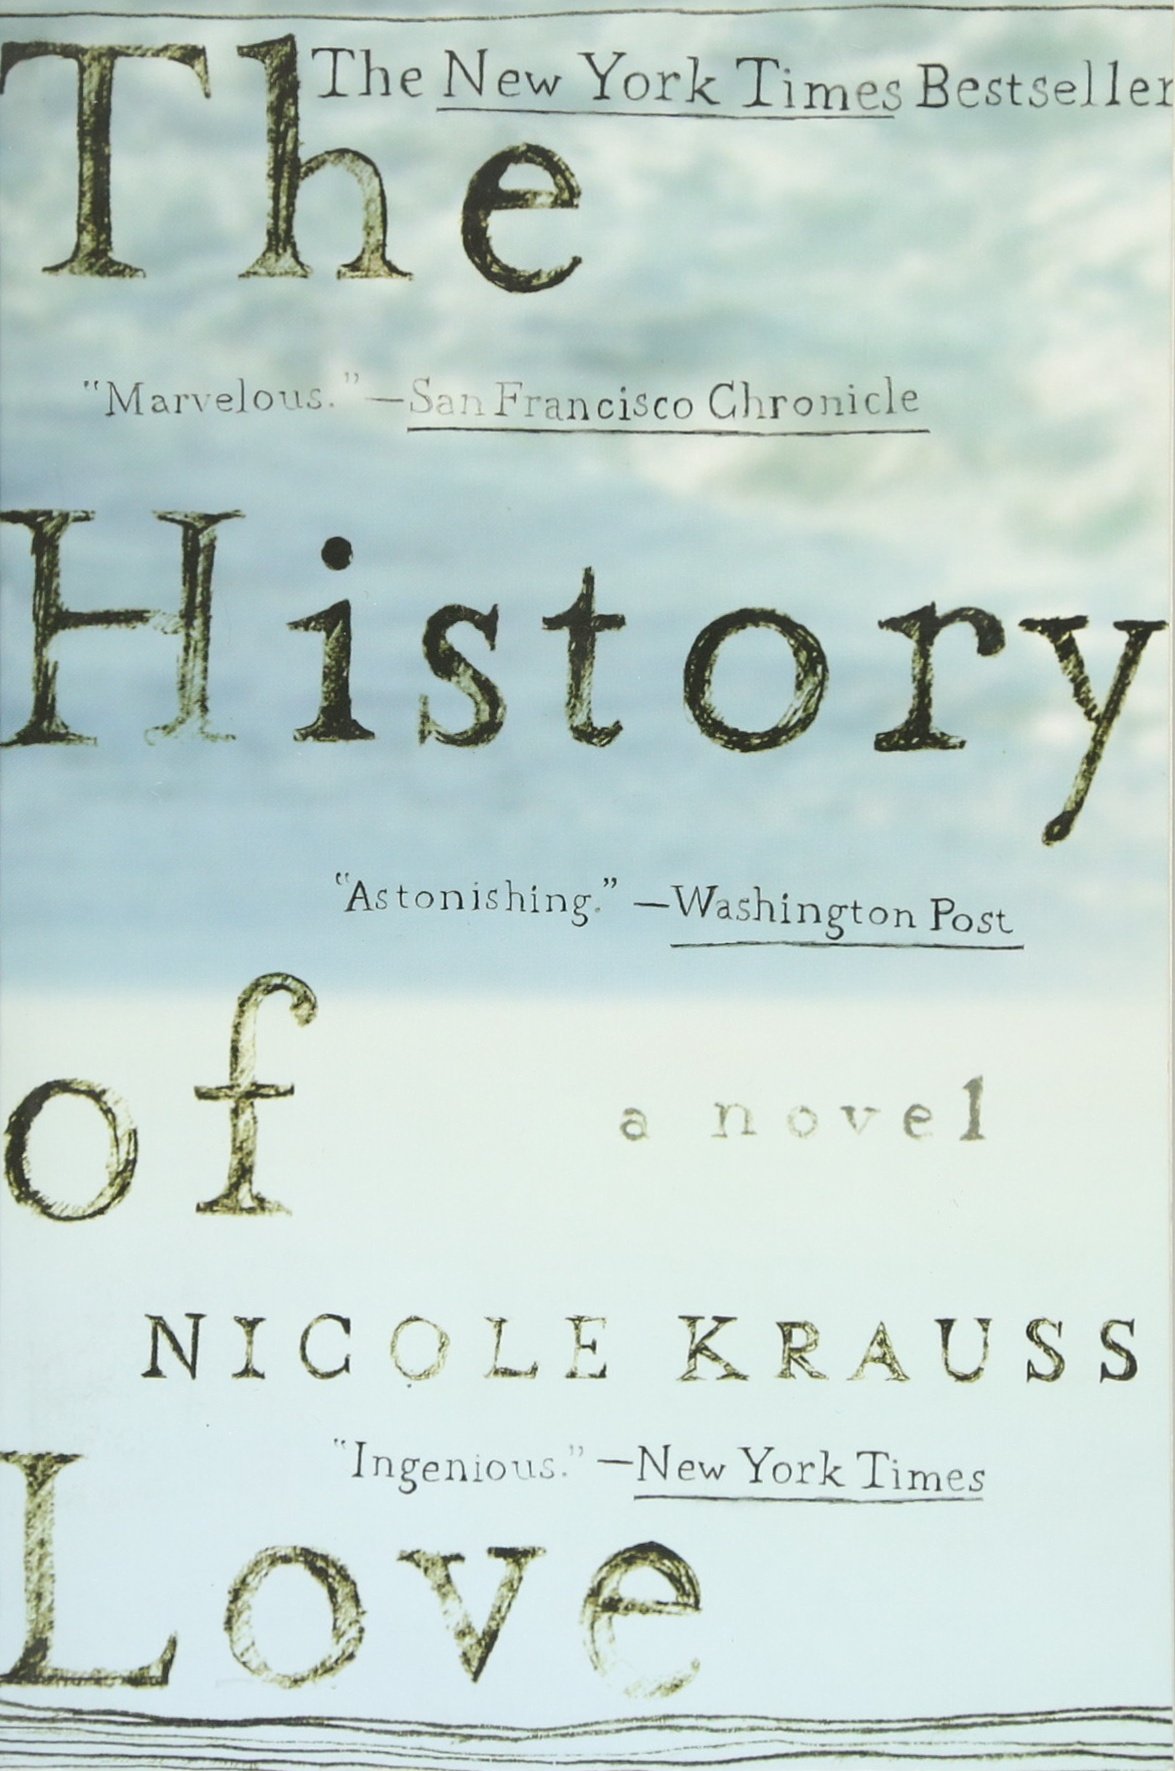 The
The New York Times Bestseller
"Marvelous."—San Francisco Chronicle
History
"Astonishing." —Washington Post
of
a novel
NICOLE KRAUSS
"Ingenious." —New York Times
Love